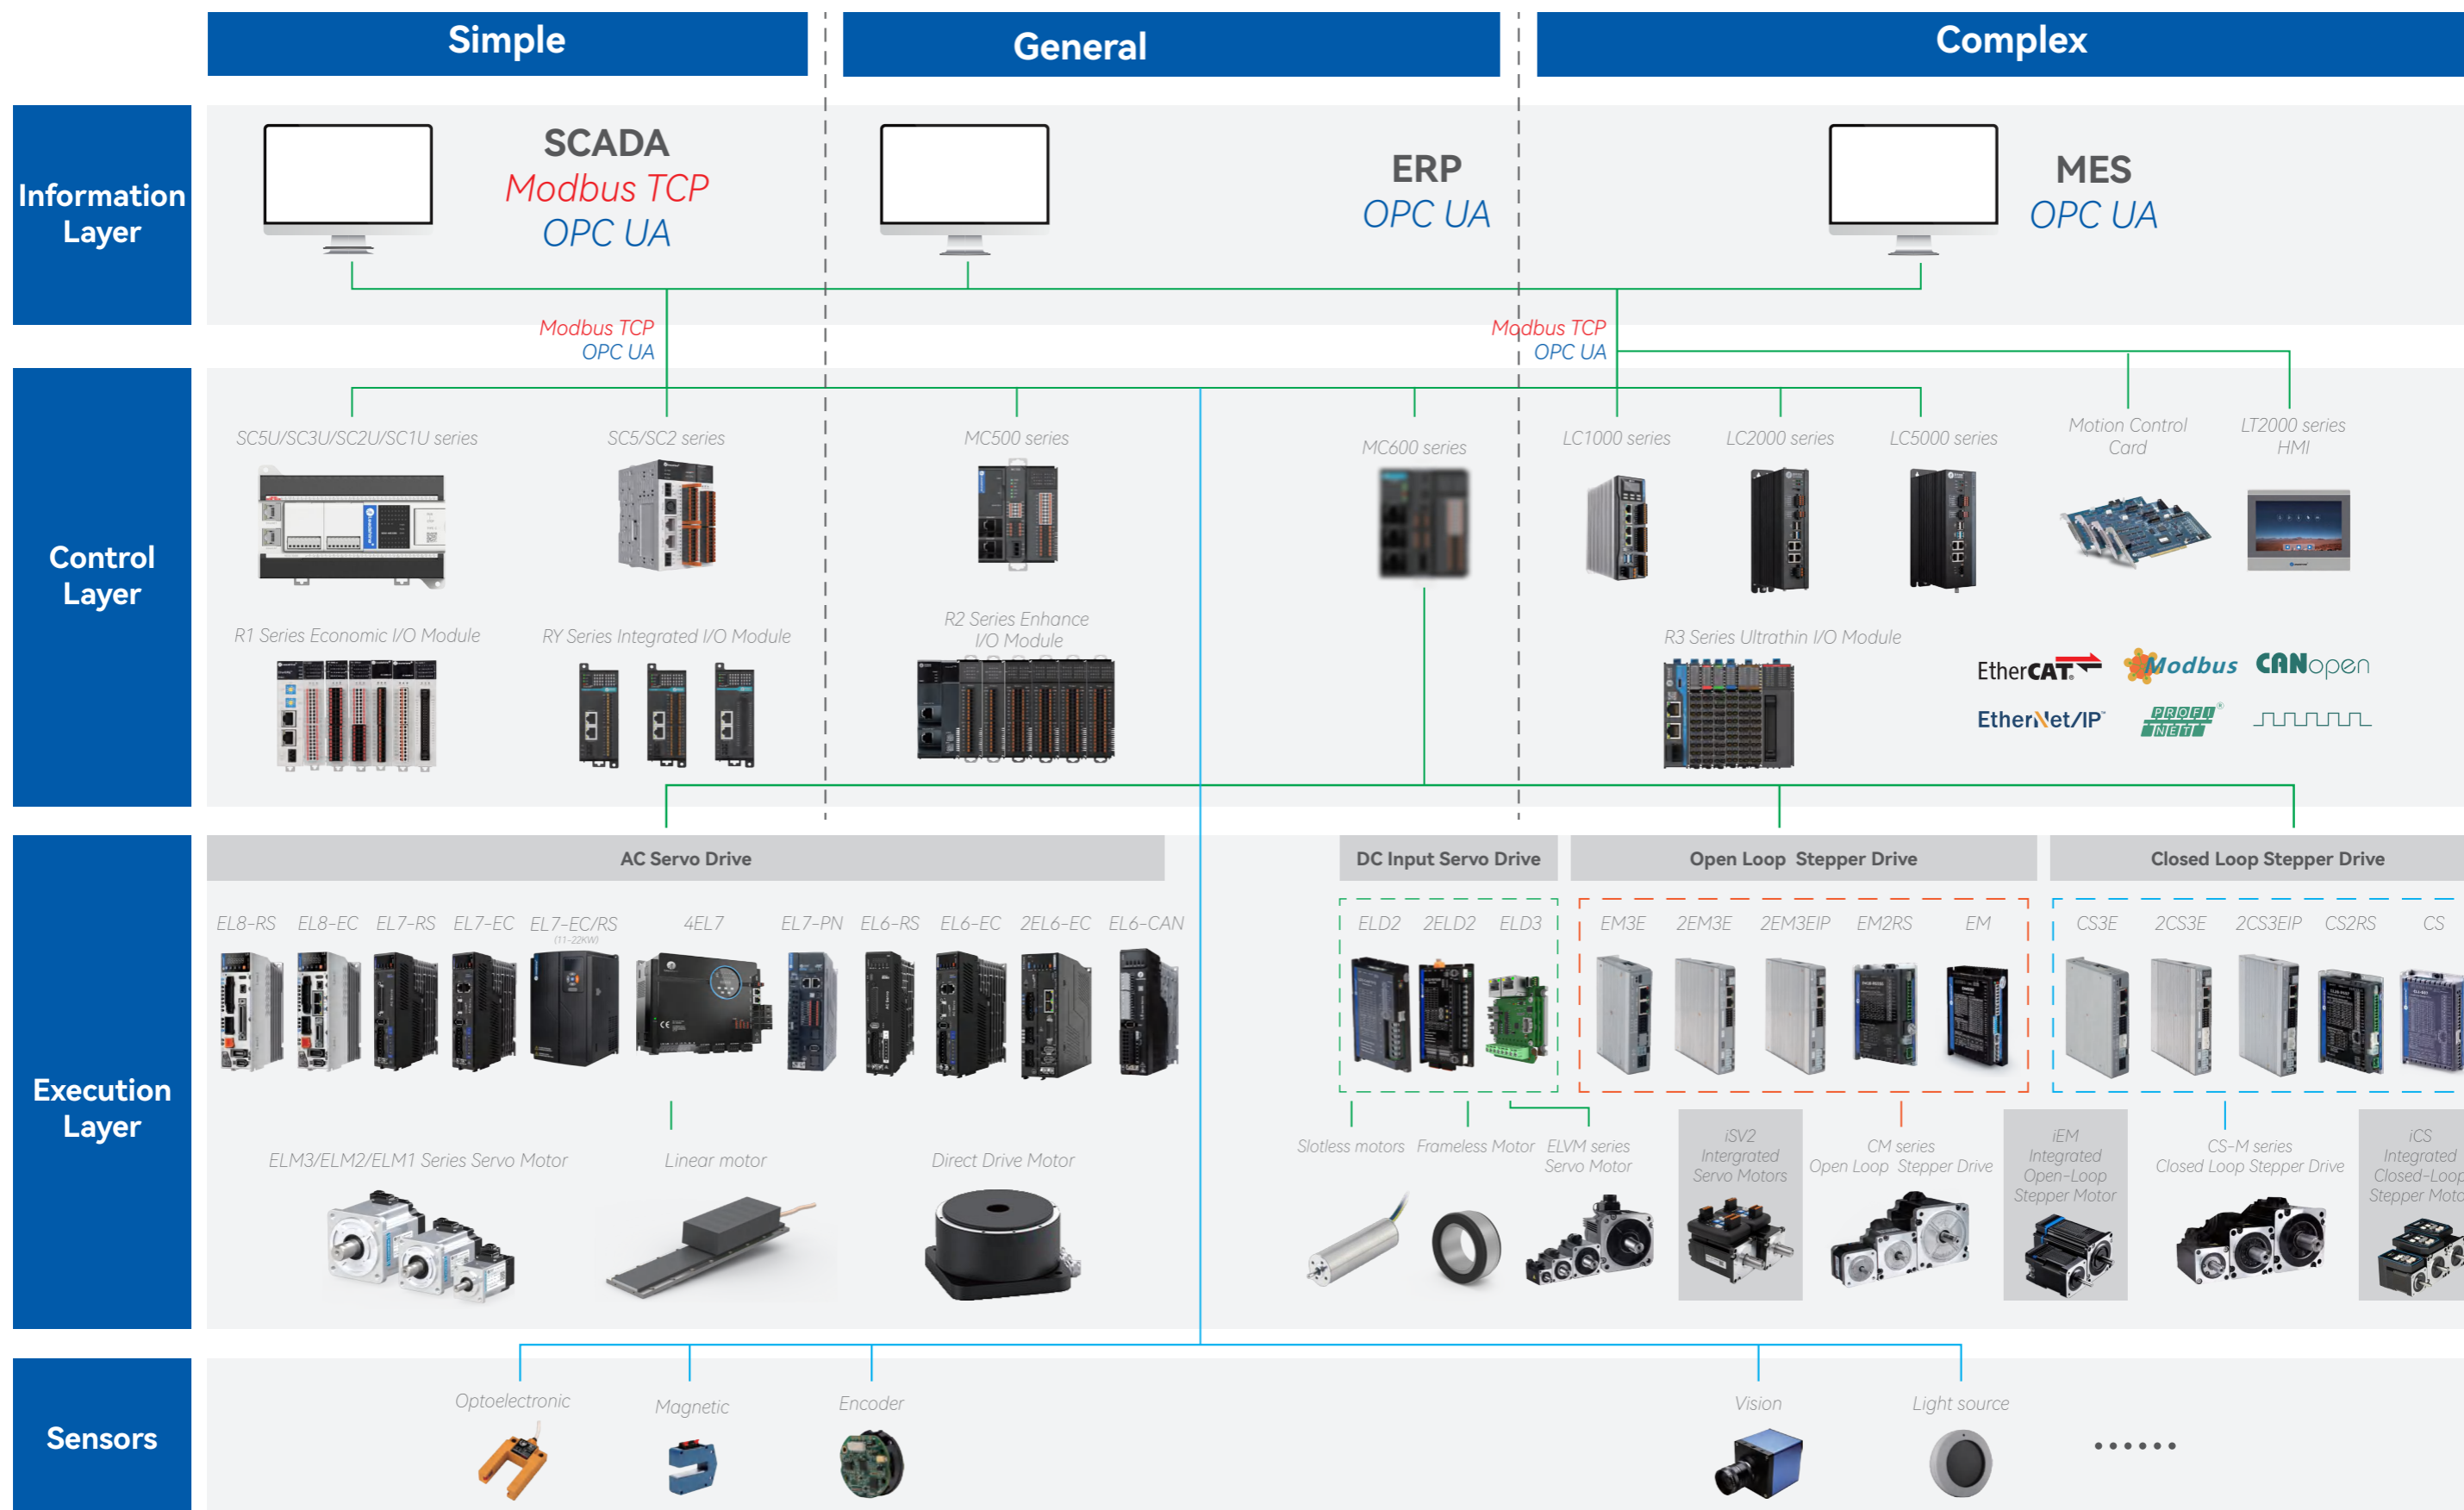 Simple
General
Complex
Information
Layer
SCADA
Modbus TCP
OPC UA
ERP
OPC UA
MES
OPC UA
Modbus TCP
OPC UA
Modbus TCP
OPC UA
Control
Layer
SC5U/SC3U/SC2U/SC1U series
SC5/SC2 series
MC500 series
MC600 series
LC1000 series
LC2000 series
LC5000 series
Motion Control
Card
LT2000 series
HMI
R1 Series Economic I/O Module
RY Series Integrated I/O Module
R2 Series Enhance
I/O Module
R3 Series Ultrathin I/O Module
EtherCAT®
Modbus
CANopen
EtherNet/IP™
PROFI®
NET
Execution
Layer
AC Servo Drive
DC Input Servo Drive
Open Loop Stepper Drive
Closed Loop Stepper Drive
EL8-RS
EL8-EC
EL7-RS
EL7-EC
EL7-EC/RS
(11-22KW)
4EL7
EL7-PN
EL6-RS
EL6-EC
2EL6-EC
EL6-CAN
ELD2
2ELD2
ELD3
EM3E
2EM3E
2EM3EIP
EM2RS
EM
CS3E
2CS3E
2CS3EIP
CS2RS
CS
ELM3/ELM2/ELM1 Series Servo Motor
Linear motor
Direct Drive Motor
Slotless motors
Frameless Motor
ELVM series
Servo Motor
iSV2
Intergrated
Servo Motors
CM series
Open Loop Stepper Drive
iEM
Integrated
Open-Loop
Stepper Motor
CS-M series
Closed Loop Stepper Drive
iCS
Integrated
Closed-Loop
Stepper Moto
Sensors
Optoelectronic
Magnetic
Encoder
Vision
Light source
......